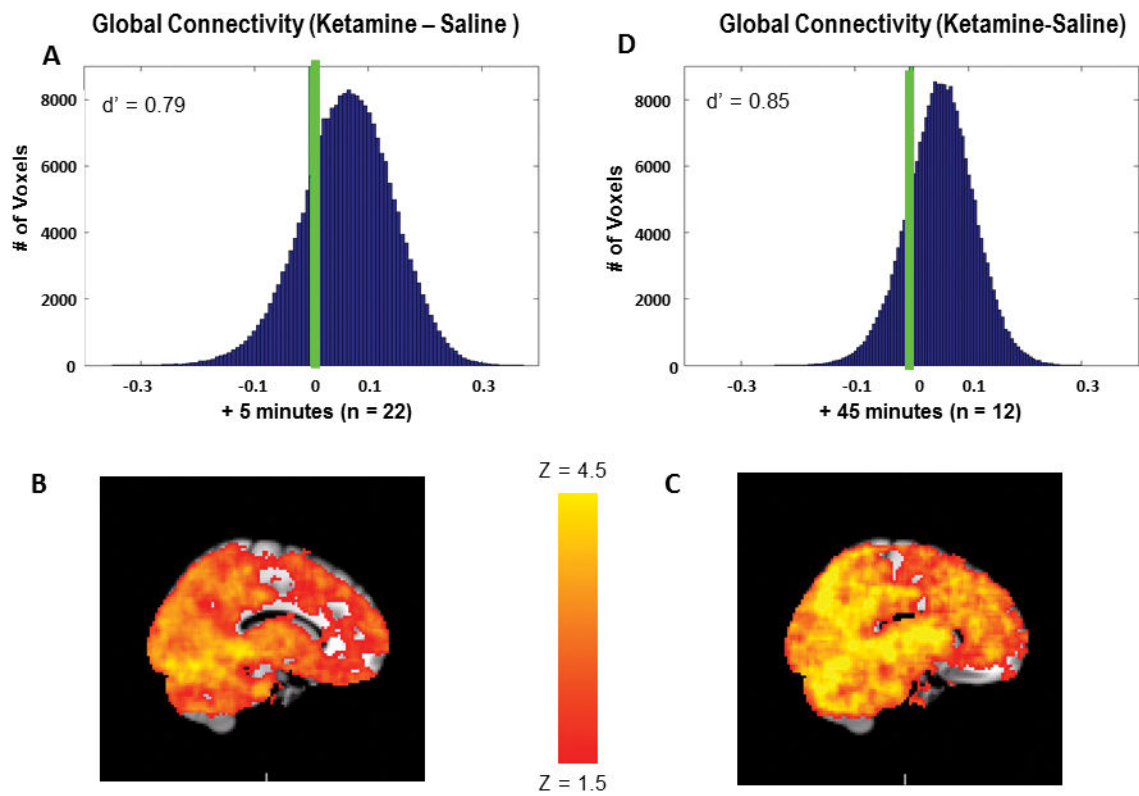 Global Connectivity (Ketamine – Saline )
A
d' = 0.79
# of Voxels
8000
6000
4000
2000
0
-0.3 -0.1 0 0.1 0.3
+ 5 minutes (n = 22)
Global Connectivity (Ketamine-Saline)
D
d' = 0.85
# of Voxels
8000
6000
4000
2000
0
-0.3 -0.1 0 0.1 0.3
+ 45 minutes (n = 12)
B
Z = 4.5
Z = 1.5
C